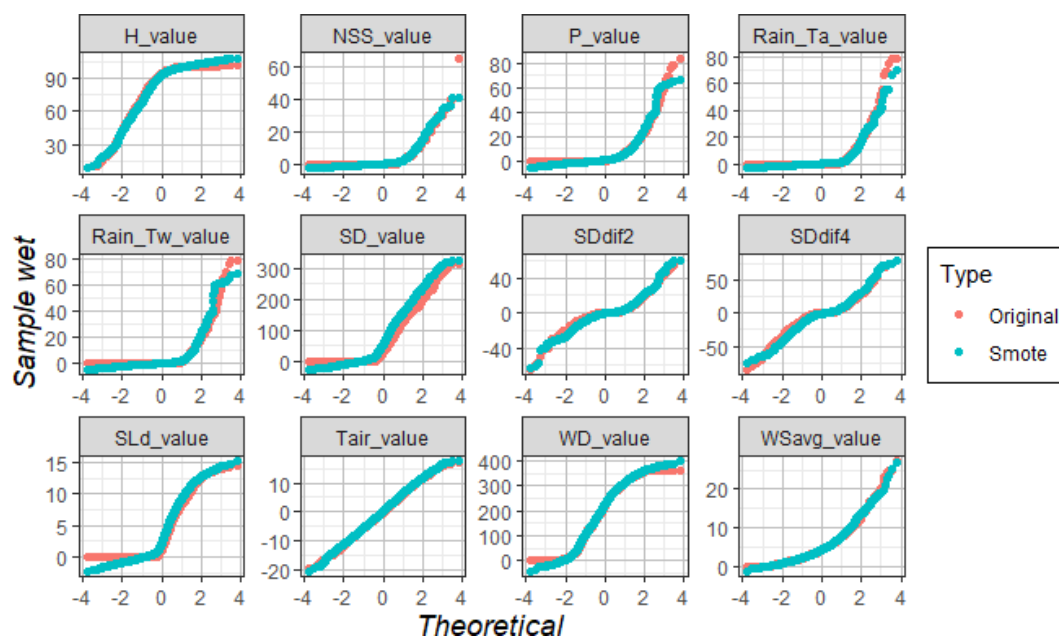 H_value NSS_value P_value Rain_Ta_value
90 60 30
60 40 20 0
80 60 40 20 0
80 60 40 20 0
-4 -2 0 2 4 -4 -2 0 2 4 -4 -2 0 2 4 -4 -2 0 2 4
Rain_Tw_value SD_value SDdif2 SDdif4
80 60 40 20 0
300 200 100 0
40 0 -40
50 0 -50
-4 -2 0 2 4 -4 -2 0 2 4 -4 -2 0 2 4 -4 -2 0 2 4
SLd_value Tair_value WD_value WSavg_value
15 10 5 0
10 0 -10 -20
400 300 200 100 0
20 10 0
-4 -2 0 2 4 -4 -2 0 2 4 -4 -2 0 2 4 -4 -2 0 2 4
Sample wet
Theoretical
Type
Original
Smote